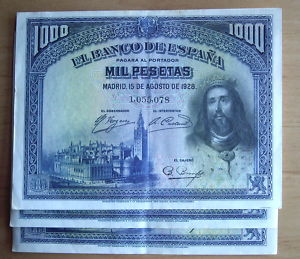 1000 1000
EL BANCO DE ESPAÑA
PAGARÁ AL PORTADOR
MIL PESETAS
MADRID, 15 DE AGOSTO DE 1928
1,055,078
EL GOBERNADOR EL INTERVENTOR
EL CAJERO